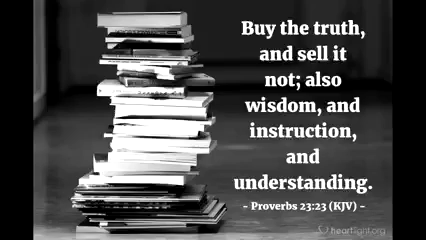 Buy the truth,
and sell it
not; also
wisdom, and
instruction,
and
understanding.
- Proverbs 23:23 (KJV) -
heartlight.org